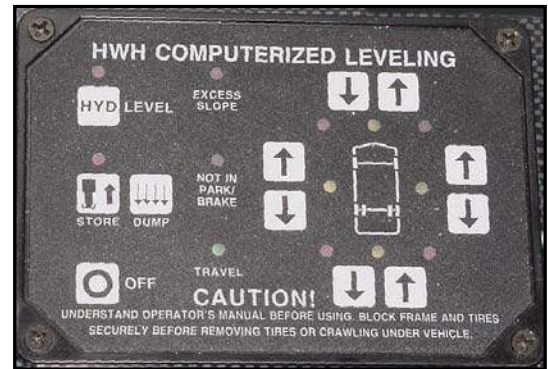 HWH COMPUTERIZED LEVELING
HYD LEVEL
EXCESS
SLOPE
NOT IN
PARK/
BRAKE
STORE DUMP
TRAVEL
OFF
CAUTION!
UNDERSTAND OPERATOR'S MANUAL BEFORE USING. BLOCK FRAME AND TIRES
SECURELY BEFORE REMOVING TIRES OR CRAWLING UNDER VEHICLE.